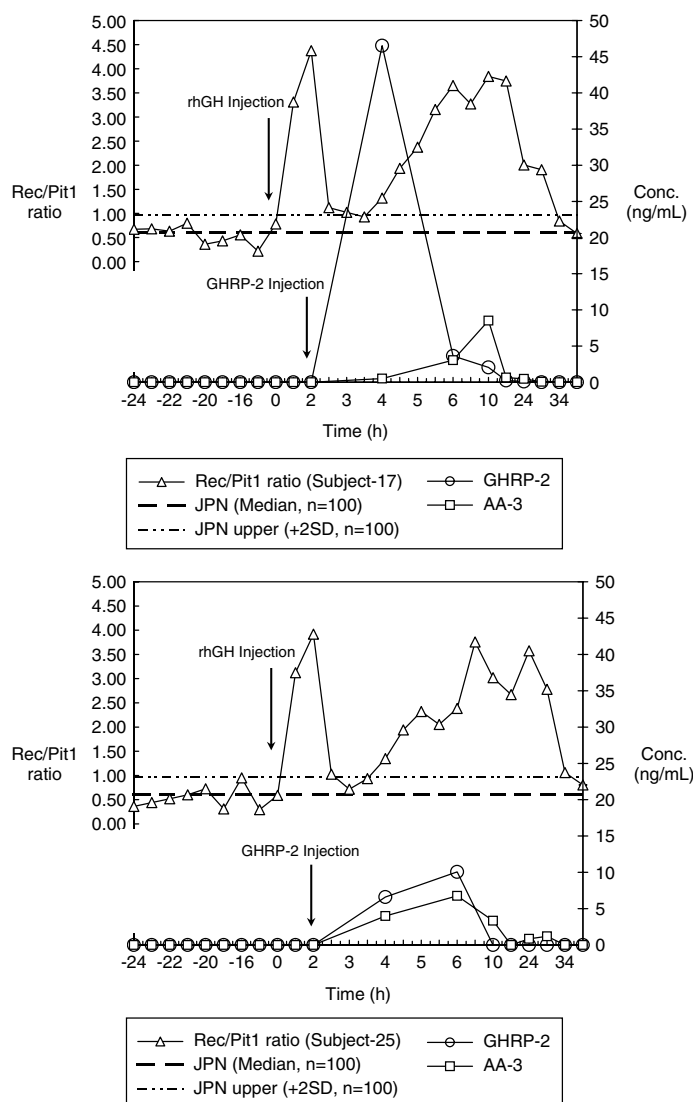 5.00
4.50
4.00
3.50
3.00
2.50
2.00
1.50
1.00
0.50
0.00
Rec/Pit1
ratio
50
45
40
35
30
25
20
15
10
5
0
Conc.
(ng/mL)
rhGH Injection
GHRP-2 Injection
-24 -22 -20 -16 0 2 3 4 5 6 10 24 34
Time (h)
Rec/Pit1 ratio (Subject-17) GHRP-2
JPN (Median, n=100) AA-3
JPN upper (+2SD, n=100)
5.00
4.50
4.00
3.50
3.00
2.50
2.00
1.50
1.00
0.50
0.00
Rec/Pit1
ratio
50
45
40
35
30
25
20
15
10
5
0
Conc.
(ng/mL)
rhGH Injection
GHRP-2 Injection
-24 -22 -20 -16 0 2 3 4 5 6 10 24 34
Time (h)
Rec/Pit1 ratio (Subject-25) GHRP-2
JPN (Median, n=100) AA-3
JPN upper (+2SD, n=100)